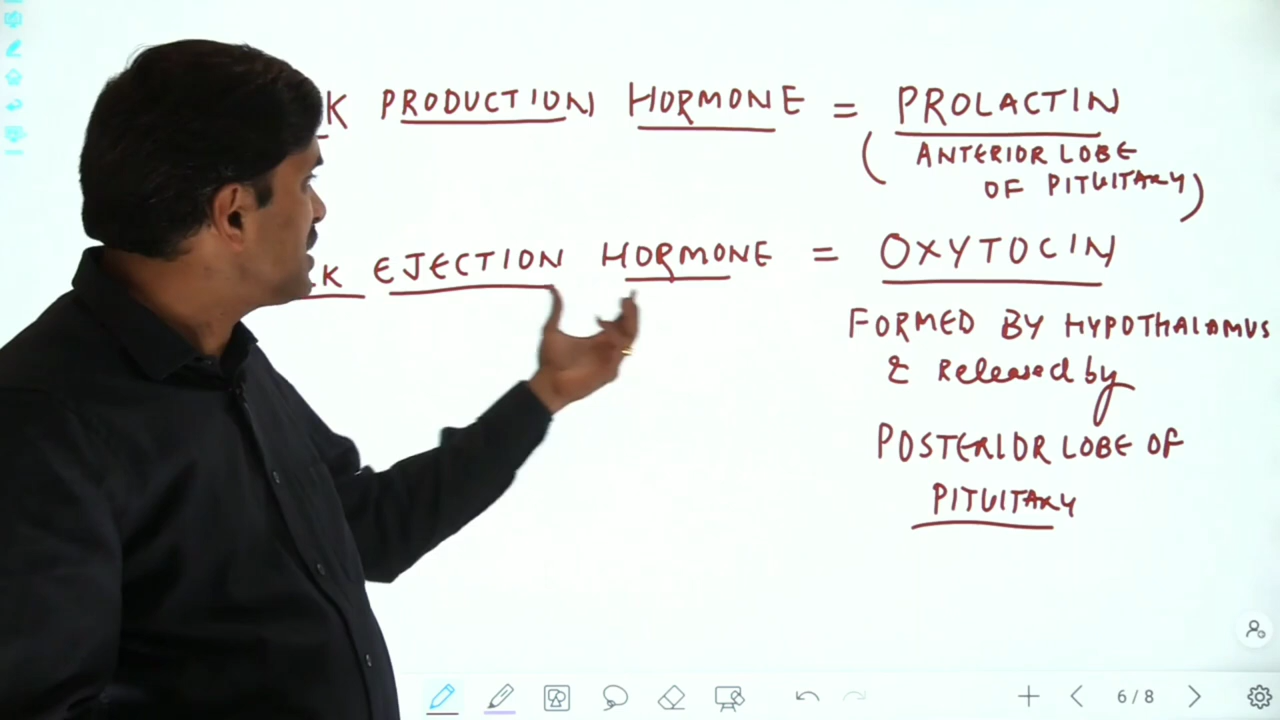 K PRODUCTION HORMONE = PROLACTIN
( ANTERIOR LOBE
OF PITUITARY )
K EJECTION HORMONE = OXYTOCIN
FORMED BY HYPOTHALAMUS
& Released by
POSTERIOR LOBE OF
PITUITARY
6/8